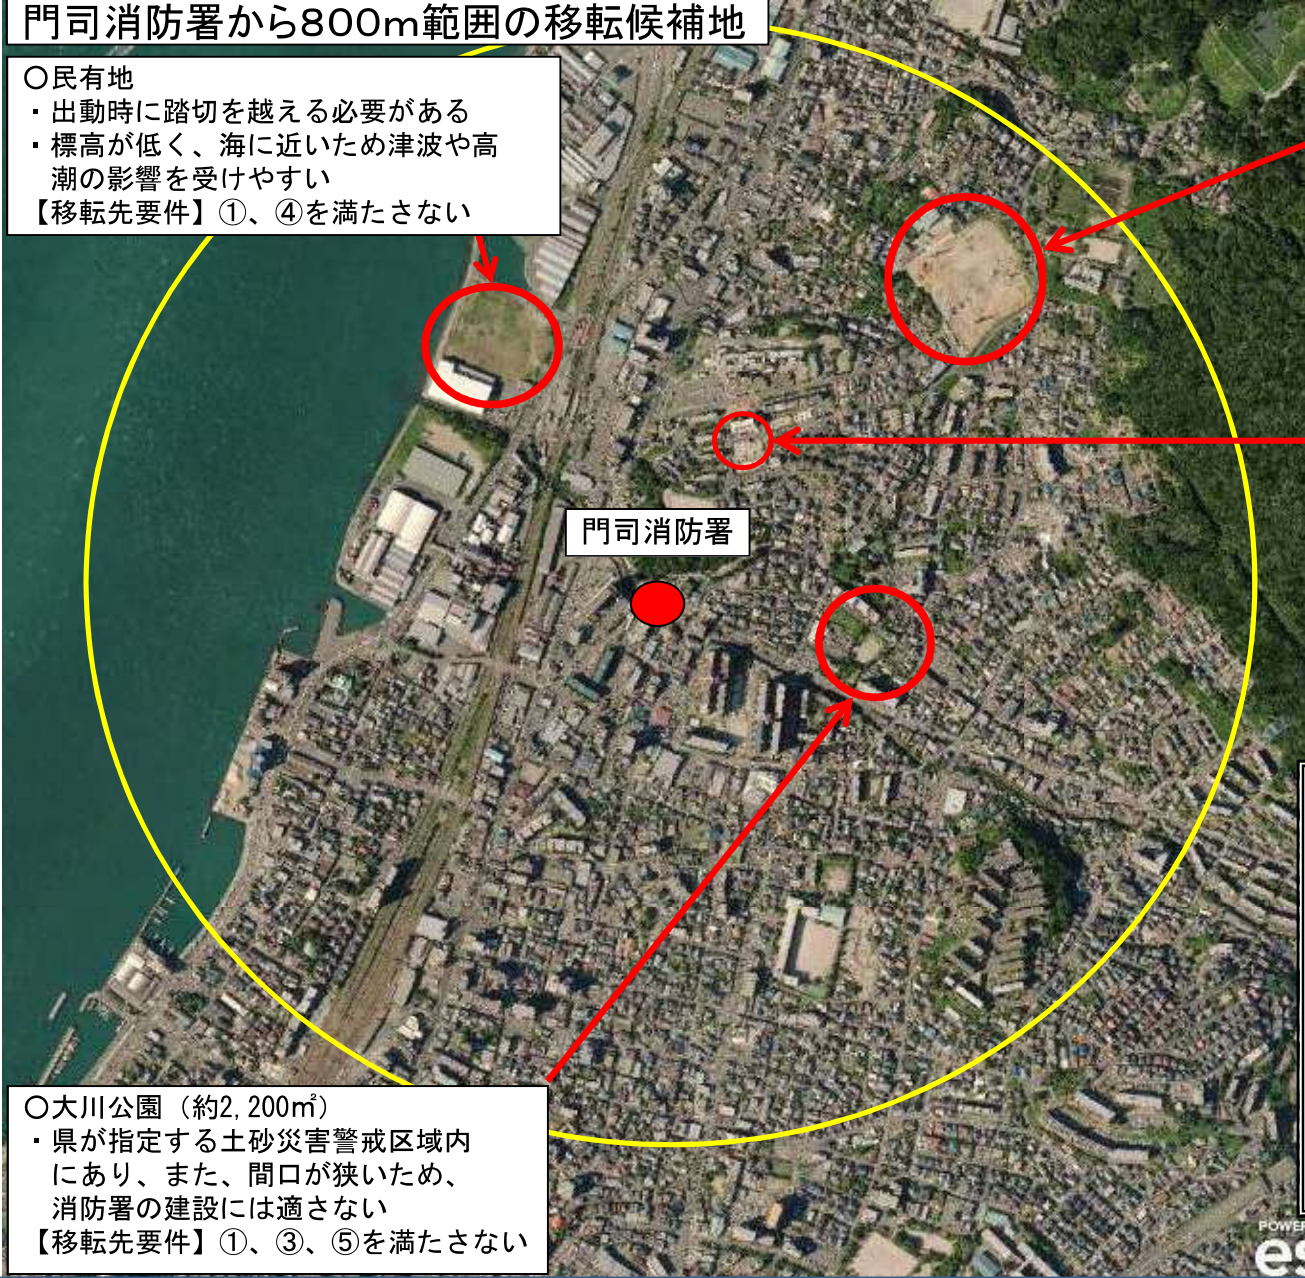 門司消防署から800m範囲の移転候補地
○民有地
・出動時に踏切を越える必要がある
・標高が低く、海に近いため津波や高
潮の影響を受けやすい
【移転先要件】①、④を満たさない
門司消防署
○大川公園（約2,200㎡）
・県が指定する土砂災害警戒区域内
にあり、また、間口が狭いため、
消防署の建設には適さない
【移転先要件】①、③、⑤を満たさない
POWER
es